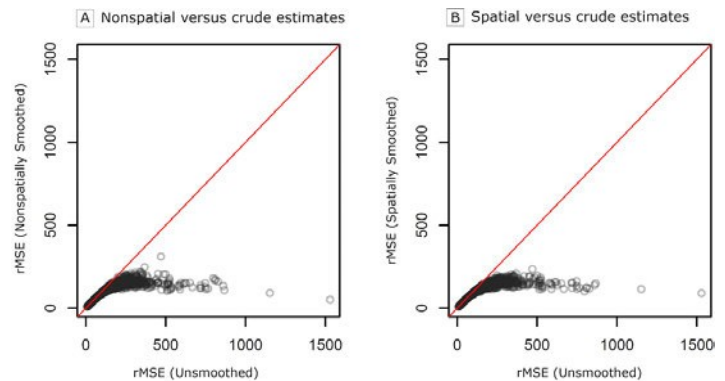 A Nonspatial versus crude estimates
rMSE (Nonspatially Smoothed)
1500
1000
500
0
0 500 1000 1500
rMSE (Unsmoothed)
B Spatial versus crude estimates
rMSE (Spatially Smoothed)
1500
1000
500
0
0 500 1000 1500
rMSE (Unsmoothed)